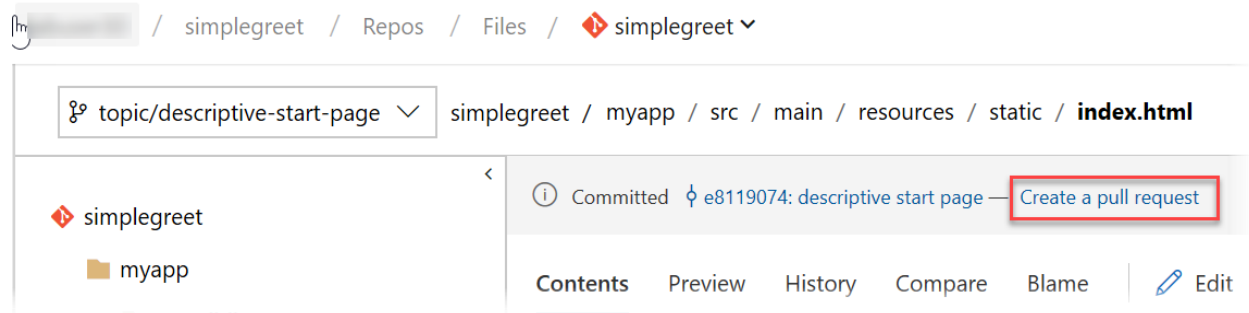 / simplegreet / Repos / Files / simplegreet
topic/descriptive-start-page simplegreet / myapp / src / main / resources / static / index.html
Committed e8119074: descriptive start page — Create a pull request
simplegreet
myapp
Contents Preview History Compare Blame Edit